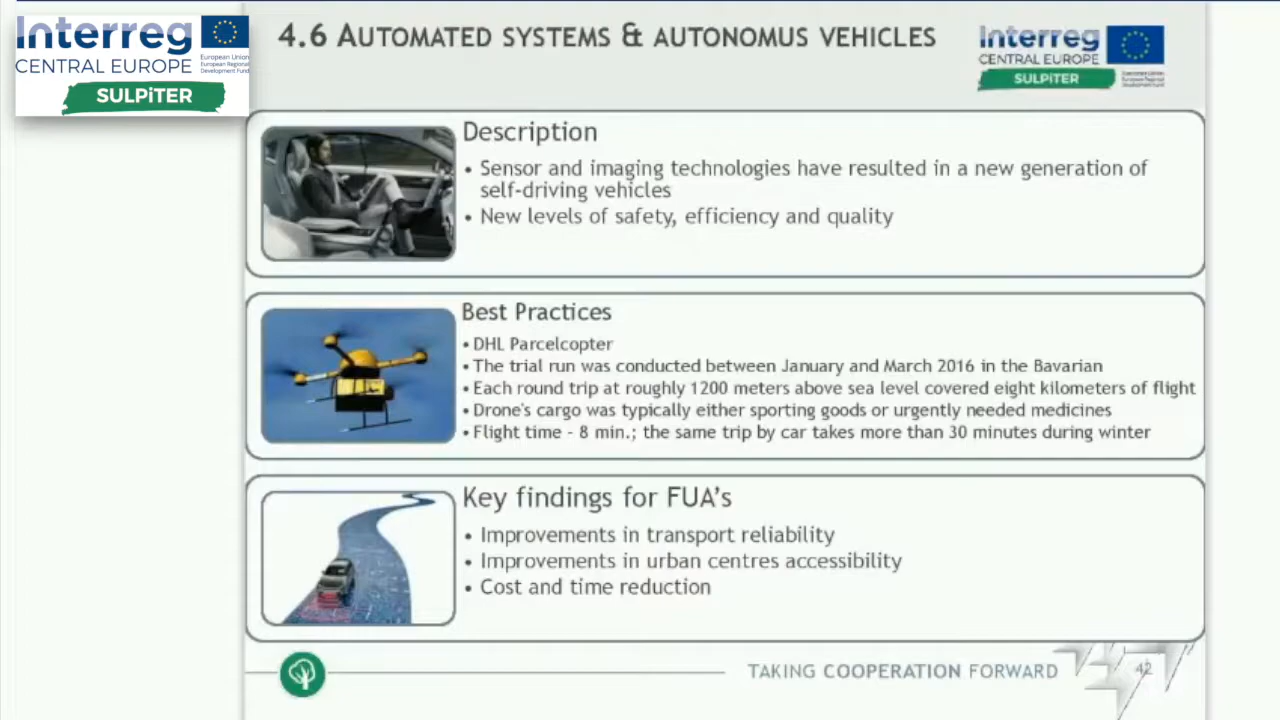 Interreg
CENTRAL EUROPE
European Union
European Regional
Development Fund
SULPiTER
4.6 AUTOMATED SYSTEMS & AUTONOMUS VEHICLES
Interreg
CENTRAL EUROPE
European Union
European Regional
Development Fund
SULPiTER
Description
• Sensor and imaging technologies have resulted in a new generation of
self-driving vehicles
• New levels of safety, efficiency and quality
Best Practices
• DHL Parcelcopter
• The trial run was conducted between January and March 2016 in the Bavarian
• Each round trip at roughly 1200 meters above sea level covered eight kilometers of flight
• Drone's cargo was typically either sporting goods or urgently needed medicines
• Flight time - 8 min.; the same trip by car takes more than 30 minutes during winter
Key findings for FUA's
• Improvements in transport reliability
• Improvements in urban centres accessibility
• Cost and time reduction
TAKING COOPERATION FORWARD
42